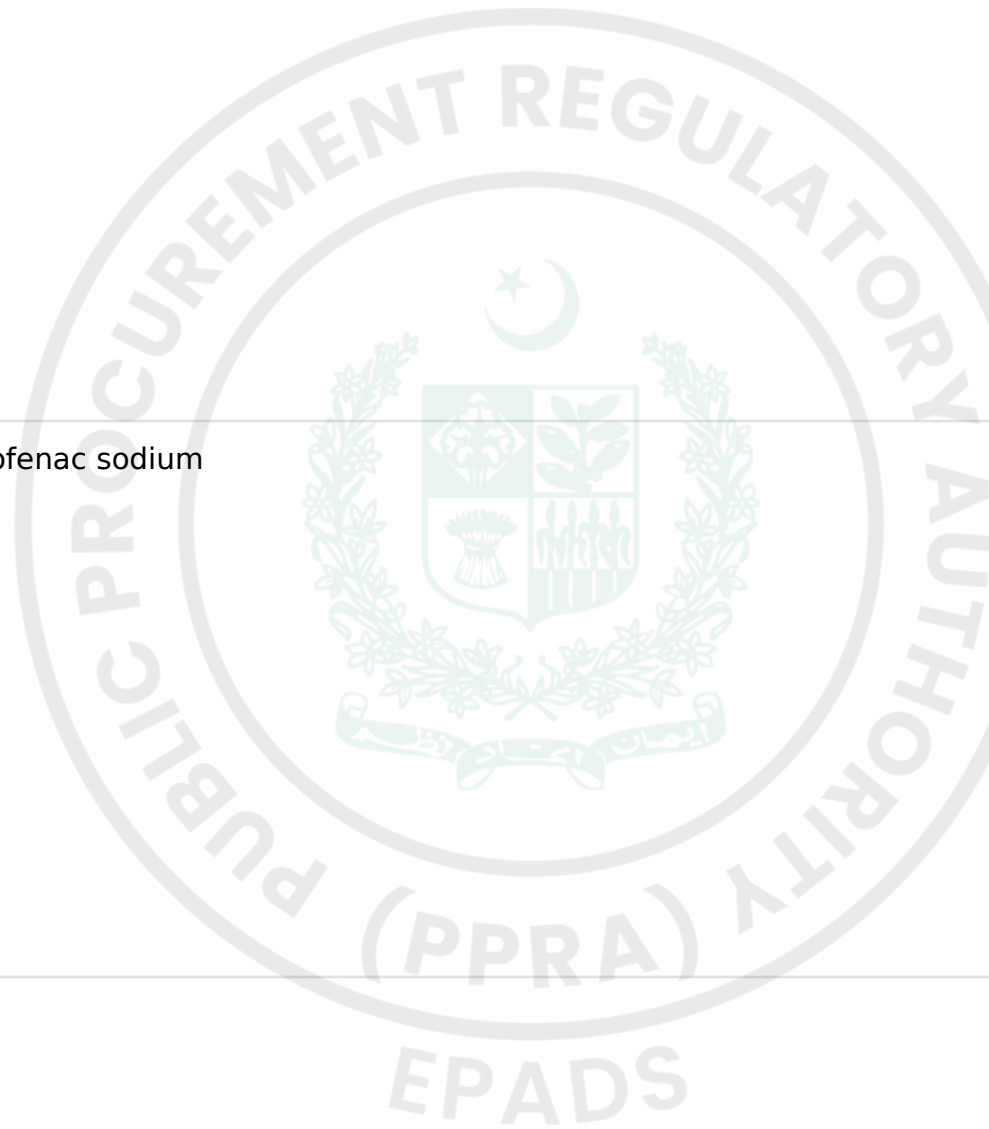 ofenac sodium
PUBLIC PROCUREMENT REGULATORY AUTHORITY
(PPRA)
EPADS